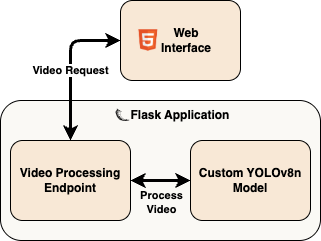 Web
Interface
Video Request
Flask Application
Video Processing
Endpoint
Custom YOLOv8n
Model
Process
Video